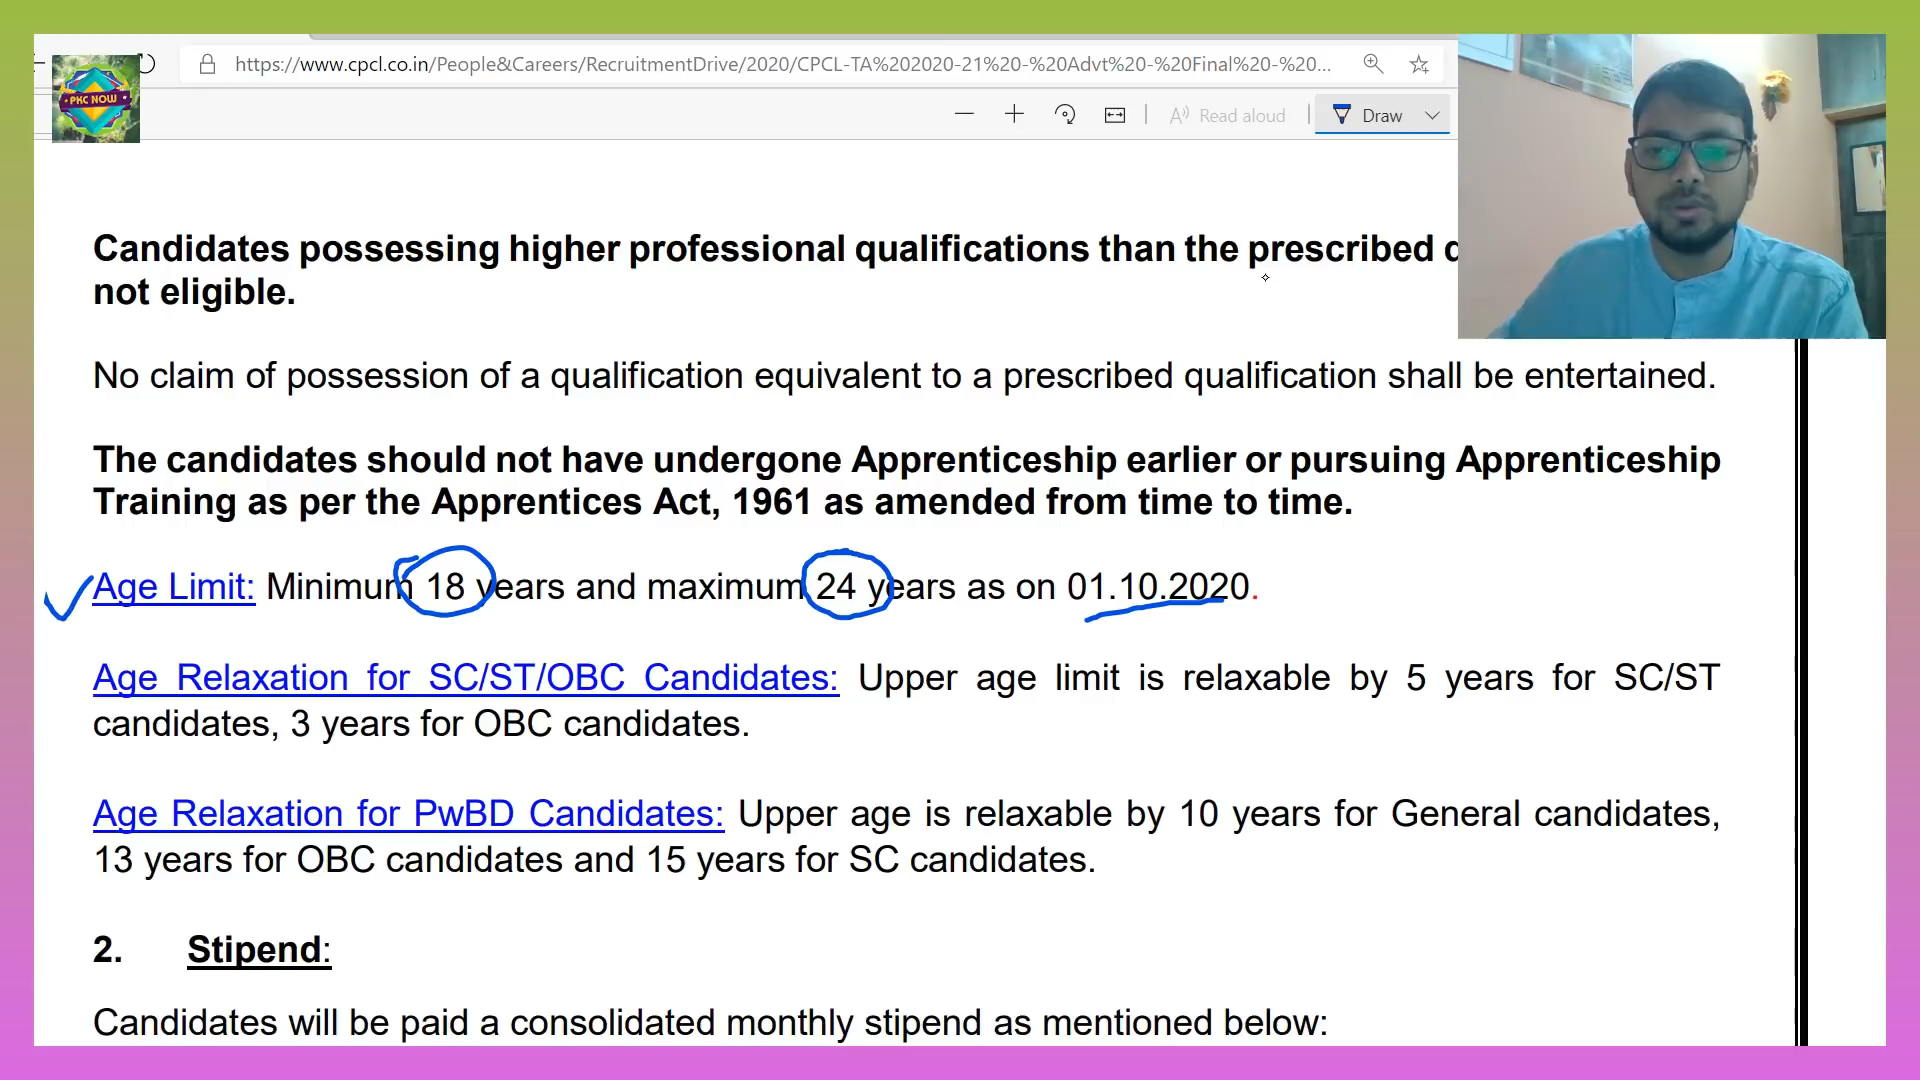 https://www.cpcl.co.in/People&Careers/RecruitmentDrive/2020/CPCL-TA%202020-21%20-%20Advt%20-%20Final%20-%20...
PKC NOW
Read aloud
Draw
Candidates possessing higher professional qualifications than the prescribed
not eligible.
No claim of possession of a qualification equivalent to a prescribed qualification shall be entertained.
The candidates should not have undergone Apprenticeship earlier or pursuing Apprenticeship
Training as per the Apprentices Act, 1961 as amended from time to time.
Age Limit: Minimum 18 years and maximum 24 years as on 01.10.2020.
Age Relaxation for SC/ST/OBC Candidates: Upper age limit is relaxable by 5 years for SC/ST
candidates, 3 years for OBC candidates.
Age Relaxation for PwBD Candidates: Upper age is relaxable by 10 years for General candidates,
13 years for OBC candidates and 15 years for SC candidates.
2. Stipend:
Candidates will be paid a consolidated monthly stipend as mentioned below: